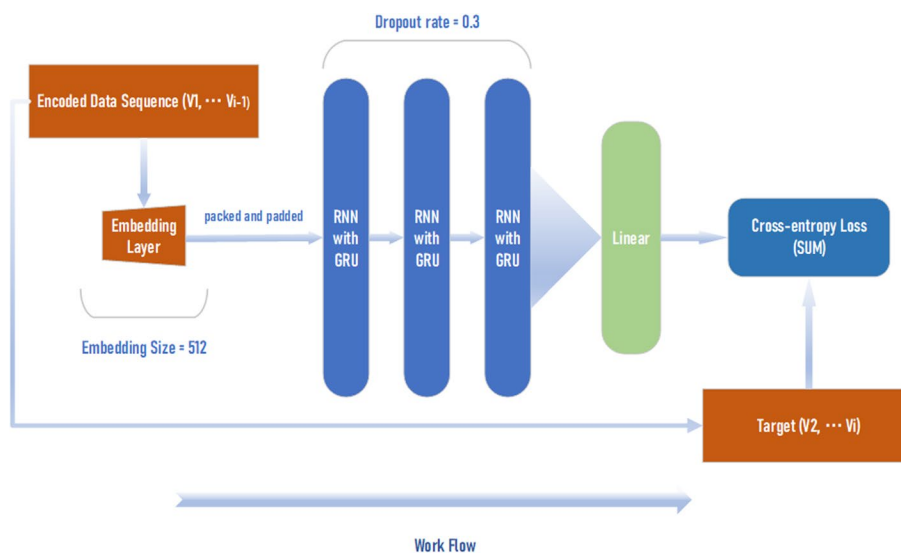 Dropout rate = 0.3
Encoded Data Sequence (V1, ··· Vi-1)
Embedding
Layer
packed and padded
RNN
with
GRU
RNN
with
GRU
RNN
with
GRU
Linear
Cross-entropy Loss
(SUM)
Embedding Size = 512
Target (V2, ··· Vi)
Work Flow